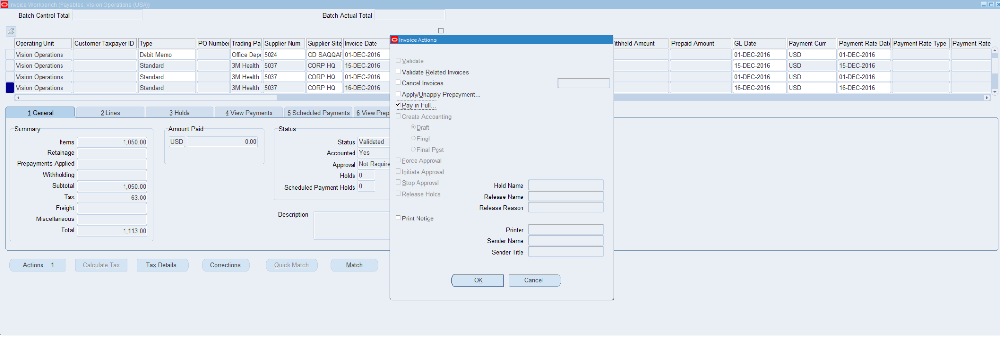 Invoice Workbench (Payables, Vision Operations (USA))
Batch Control Total
Batch Actual Total
Operating Unit Customer Taxpayer ID Type PO Number Trading Pa Supplier Num Supplier Site Invoice Date
Vision Operations Debit Memo Office Depo 5024 OD SAQQAF 01-DEC-2016
Vision Operations Standard 3M Health 5037 CORP HQ 15-DEC-2016
Vision Operations Standard 3M Health 5037 CORP HQ 01-DEC-2016
Vision Operations Standard 3M Health 5037 CORP HQ 16-DEC-2016
ithheld Amount Prepaid Amount GL Date Payment Curr Payment Rate Date Payment Rate Type Payment Rate
01-DEC-2016 USD 01-DEC-2016
15-DEC-2016 USD 15-DEC-2016
01-DEC-2016 USD 01-DEC-2016
16-DEC-2016 USD 16-DEC-2016
1 General 2 Lines 3 Holds 4 View Payments 5 Scheduled Payments 6 View Prep
Summary
Items 1,050.00
Retainage
Prepayments Applied
Withholding
Subtotal 1,050.00
Tax 63.00
Freight
Miscellaneous
Total 1,113.00
Amount Paid
USD 0.00
Status
Status Validated
Accounted Yes
Approval Not Require
Holds 0
Scheduled Payment Holds 0
Description
Actions... 1 Calculate Tax Tax Details Corrections Quick Match Match
Invoice Actions
Validate
Validate Related Invoices
Cancel Invoices
Apply/Unapply Prepayment...
Pay in Full...
Create Accounting
Draft
Final
Final Post
Force Approval
Initiate Approval
Stop Approval
Release Holds
Hold Name
Release Name
Release Reason
Print Notice
Printer
Sender Name
Sender Title
OK Cancel